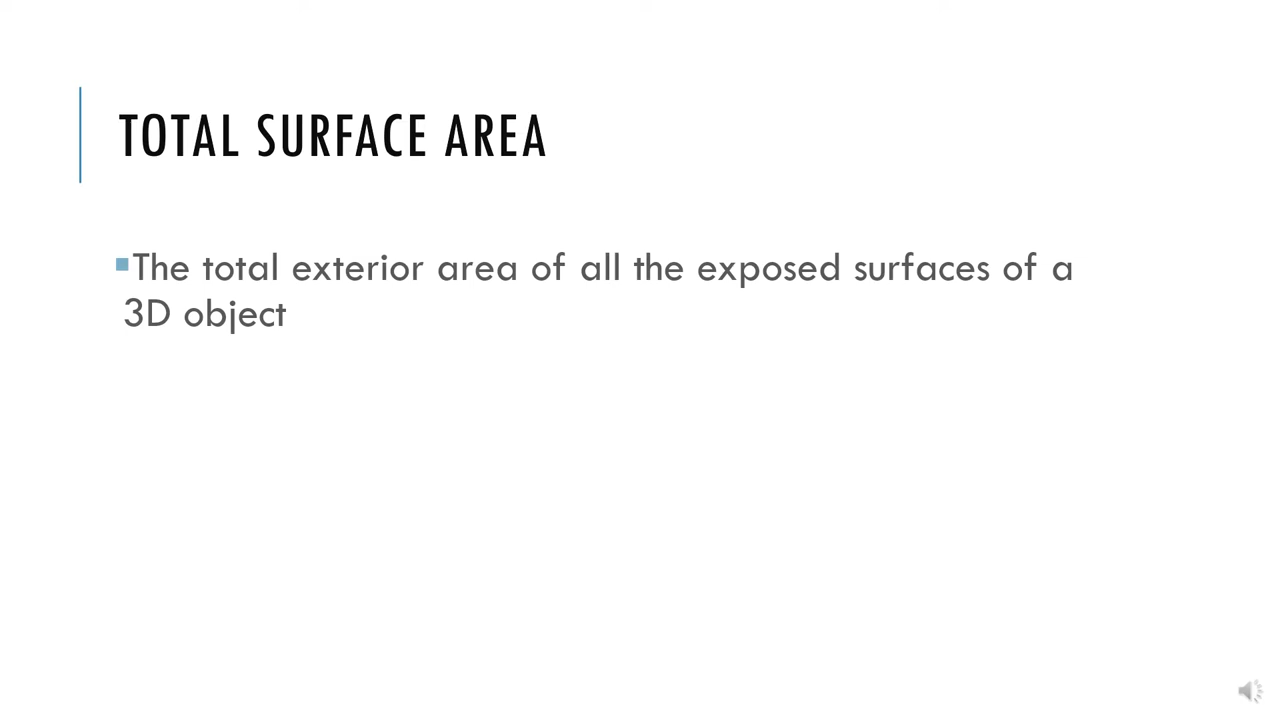 TOTAL SURFACE AREA
▪The total exterior area of all the exposed surfaces of a
3D object